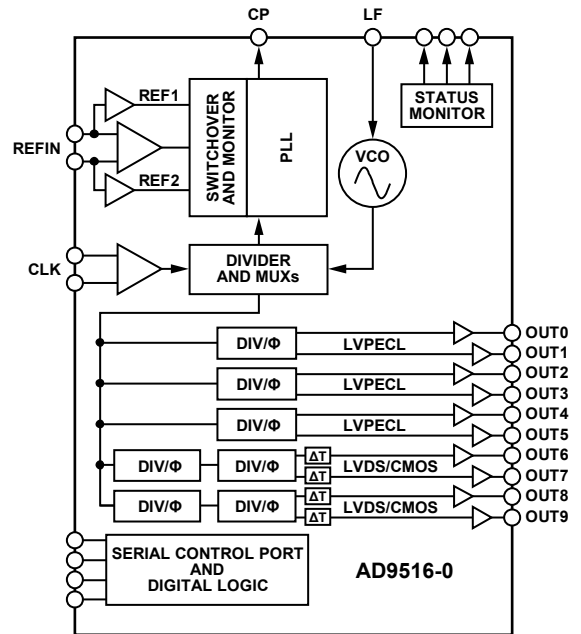 CP
LF
REF1
REFIN
REF2
SWITCHOVER
AND MONITOR
PLL
VCO
STATUS
MONITOR
CLK
DIVIDER
AND MUXs
DIV/Φ
LVPECL
OUT0
OUT1
DIV/Φ
LVPECL
OUT2
OUT3
DIV/Φ
LVPECL
OUT4
OUT5
DIV/Φ
DIV/Φ
ΔT
ΔT
LVDS/CMOS
OUT6
OUT7
DIV/Φ
DIV/Φ
ΔT
ΔT
LVDS/CMOS
OUT8
OUT9
SERIAL CONTROL PORT
AND
DIGITAL LOGIC
AD9516-0